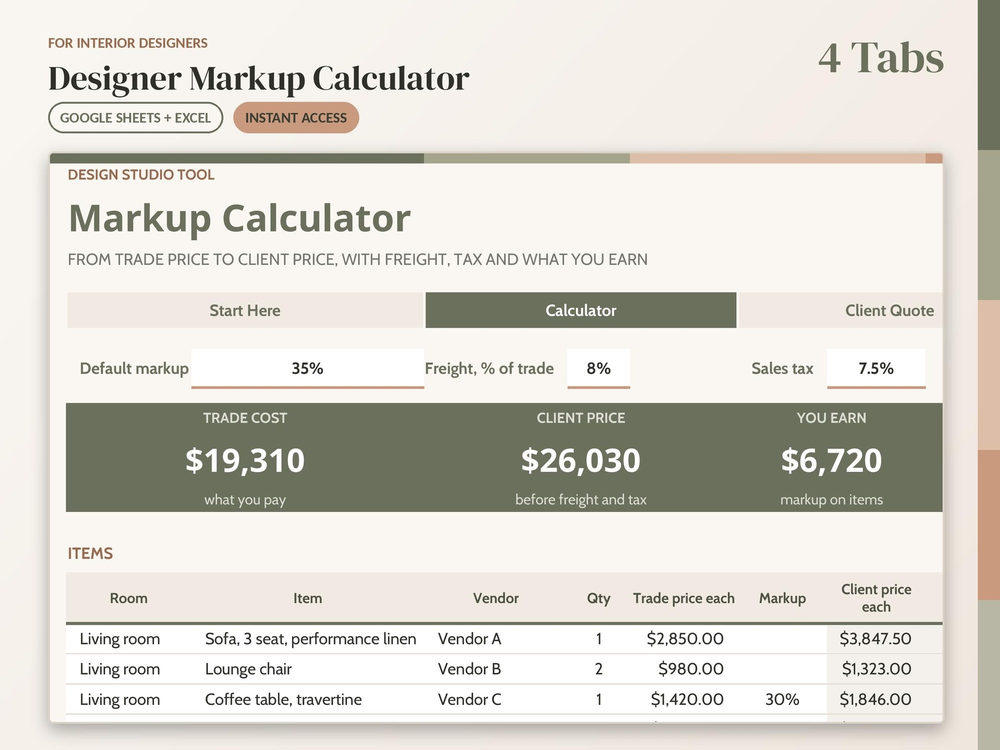 FOR INTERIOR DESIGNERS
4 Tabs
Designer Markup Calculator
GOOGLE SHEETS + EXCEL INSTANT ACCESS
DESIGN STUDIO TOOL
Markup Calculator
FROM TRADE PRICE TO CLIENT PRICE, WITH FREIGHT, TAX AND WHAT YOU EARN
Start Here Calculator Client Quote
Default markup 35% Freight, % of trade 8% Sales tax 7.5%
TRADE COST CLIENT PRICE YOU EARN
$19,310 $26,030 $6,720
what you pay before freight and tax markup on items
ITEMS
Room Item Vendor Qty Trade price each Markup Client price each
Living room Sofa, 3 seat, performance linen Vendor A 1 $2,850.00 $3,847.50
Living room Lounge chair Vendor B 2 $980.00 $1,323.00
Living room Coffee table, travertine Vendor C 1 $1,420.00 30% $1,846.00